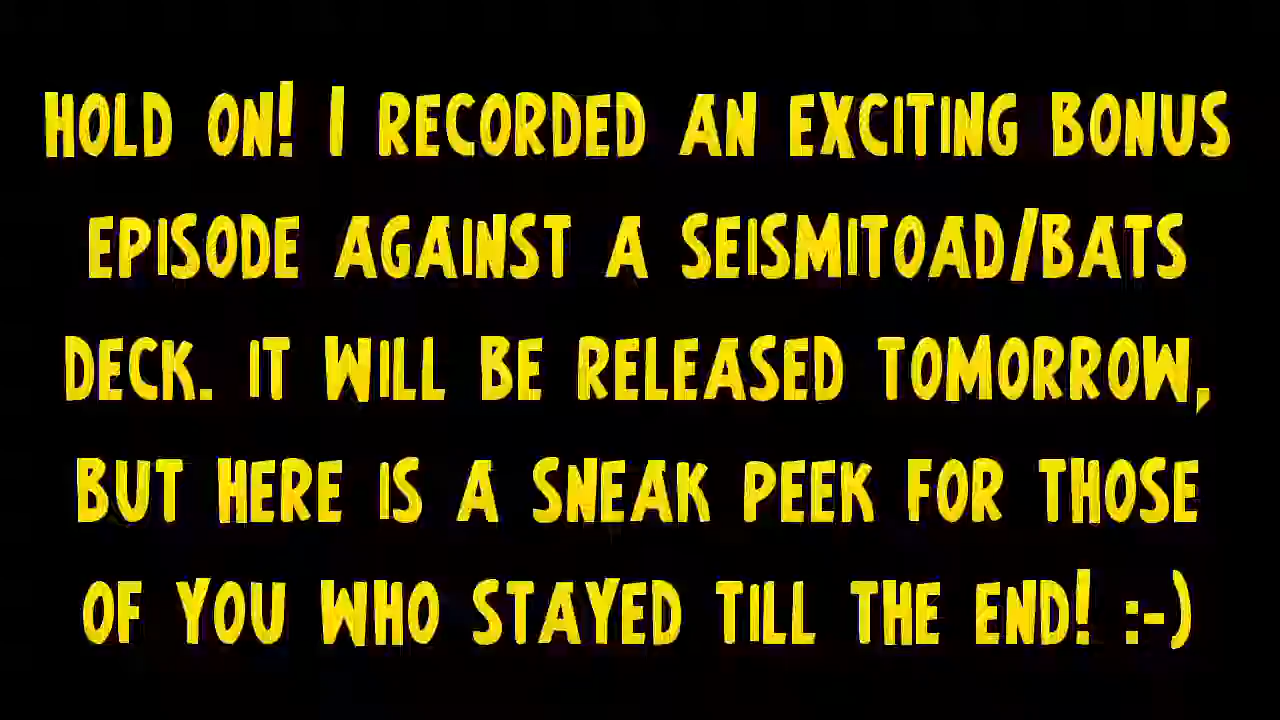 HOLD ON! I RECORDED AN EXCITING BONUS
EPISODE AGAINST A SEISMITOAD/BATS
DECK. IT WILL BE RELEASED TOMORROW,
BUT HERE IS A SNEAK PEEK FOR THOSE
OF YOU WHO STAYED TILL THE END! :-)